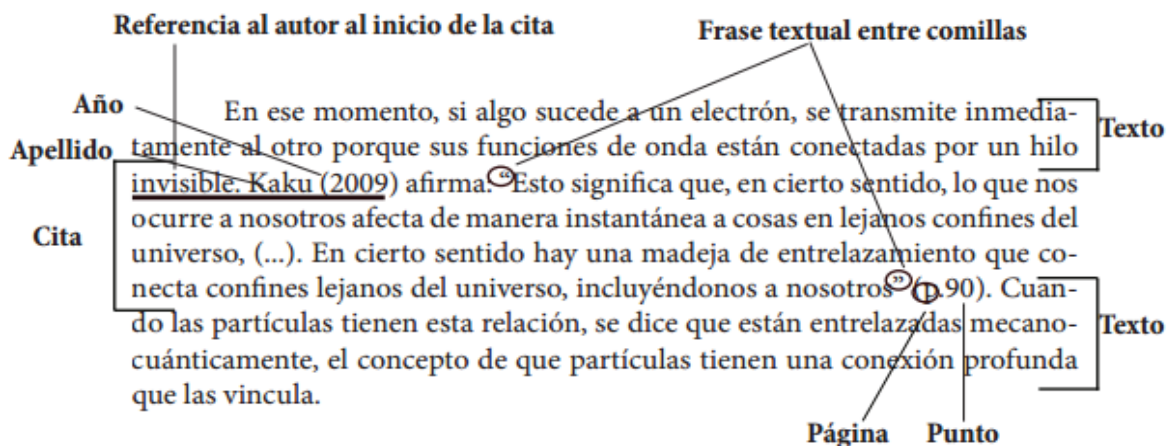 Referencia al autor al inicio de la cita
Frase textual entre comillas
Año
En ese momento, si algo sucede a un electrón, se transmite inmedia-
Texto
Apellido
tamente al otro porque sus funciones de onda están conectadas por un hilo
invisible. Kaku (2009) afirma: “Esto significa que, en cierto sentido, lo que nos
ocurre a nosotros afecta de manera instantánea a cosas en lejanos confines del
Cita
universo, (...). En cierto sentido hay una madeja de entrelazamiento que co-
necta confines lejanos del universo, incluyéndonos a nosotros” (p.90). Cuan-
do las partículas tienen esta relación, se dice que están entrelazadas mecano-
Texto
cuánticamente, el concepto de que partículas tienen una conexión profunda
que las vincula.
Página
Punto